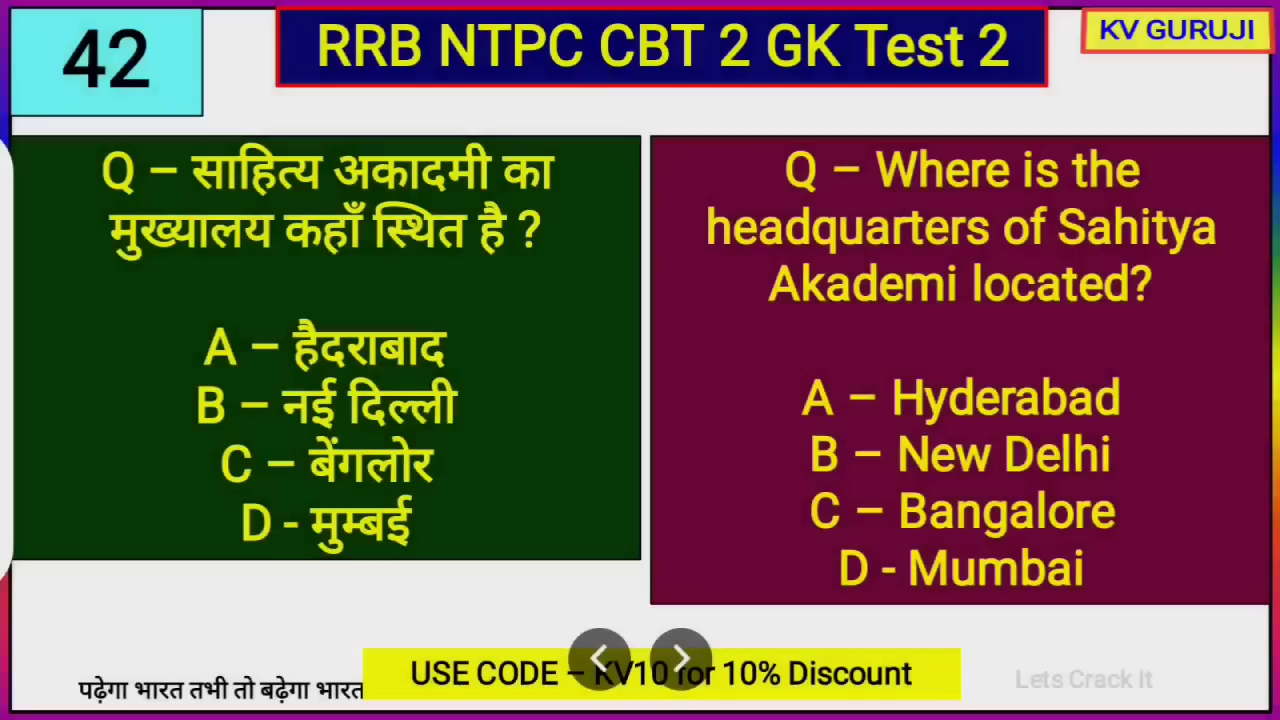 42
RRB NTPC CBT 2 GK Test 2
KV GURUJI
Q – साहित्य अकादमी का
मुख्यालय कहाँ स्थित है ?
A – हैदराबाद
B – नई दिल्ली
C – बेंगलोर
D - मुम्बई
Q – Where is the
headquarters of Sahitya
Akademi located?
A – Hyderabad
B – New Delhi
C – Bangalore
D - Mumbai
पढ़ेगा भारत तभी तो बढ़ेगा भारत
USE CODE – KV10 for 10% Discount
Lets Crack It